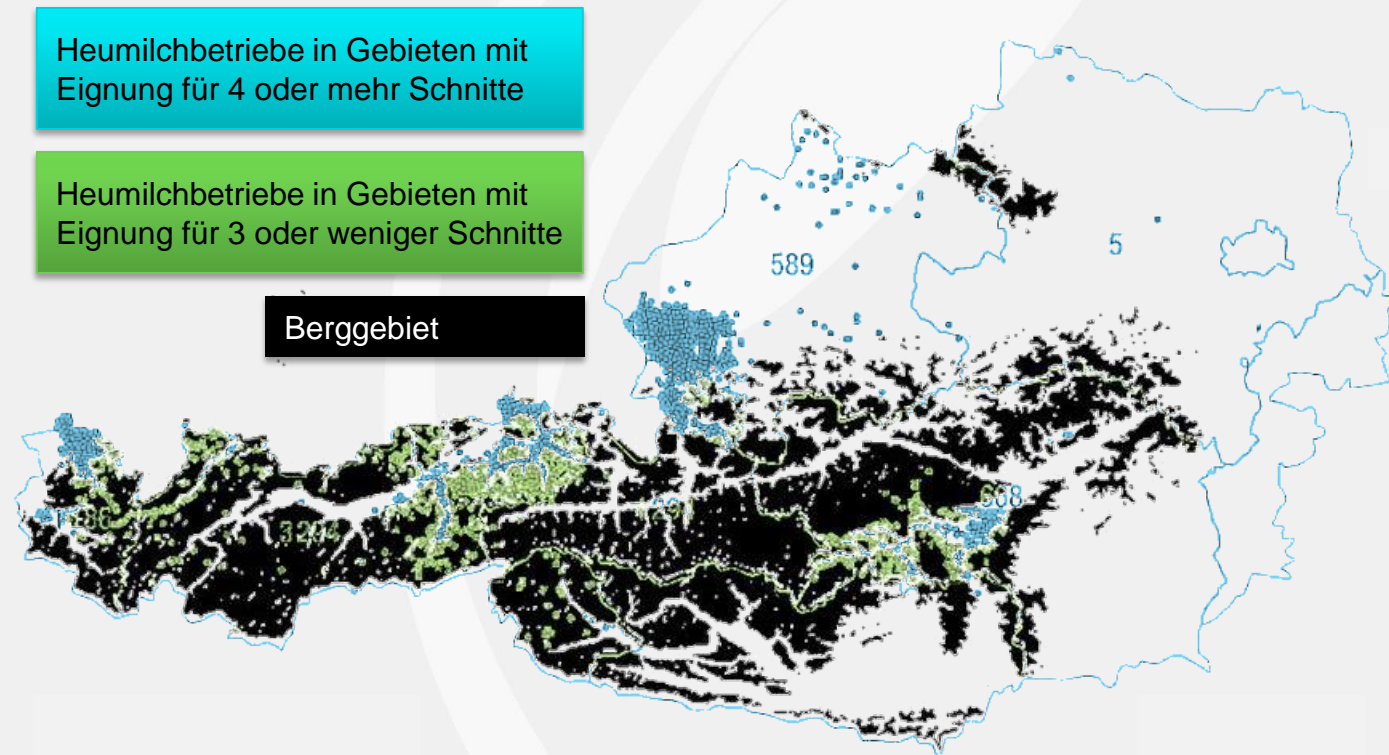 Heumilchbetriebe in Gebieten mit
Eignung für 4 oder mehr Schnitte
Heumilchbetriebe in Gebieten mit
Eignung für 3 oder weniger Schnitte
Berggebiet
589
5